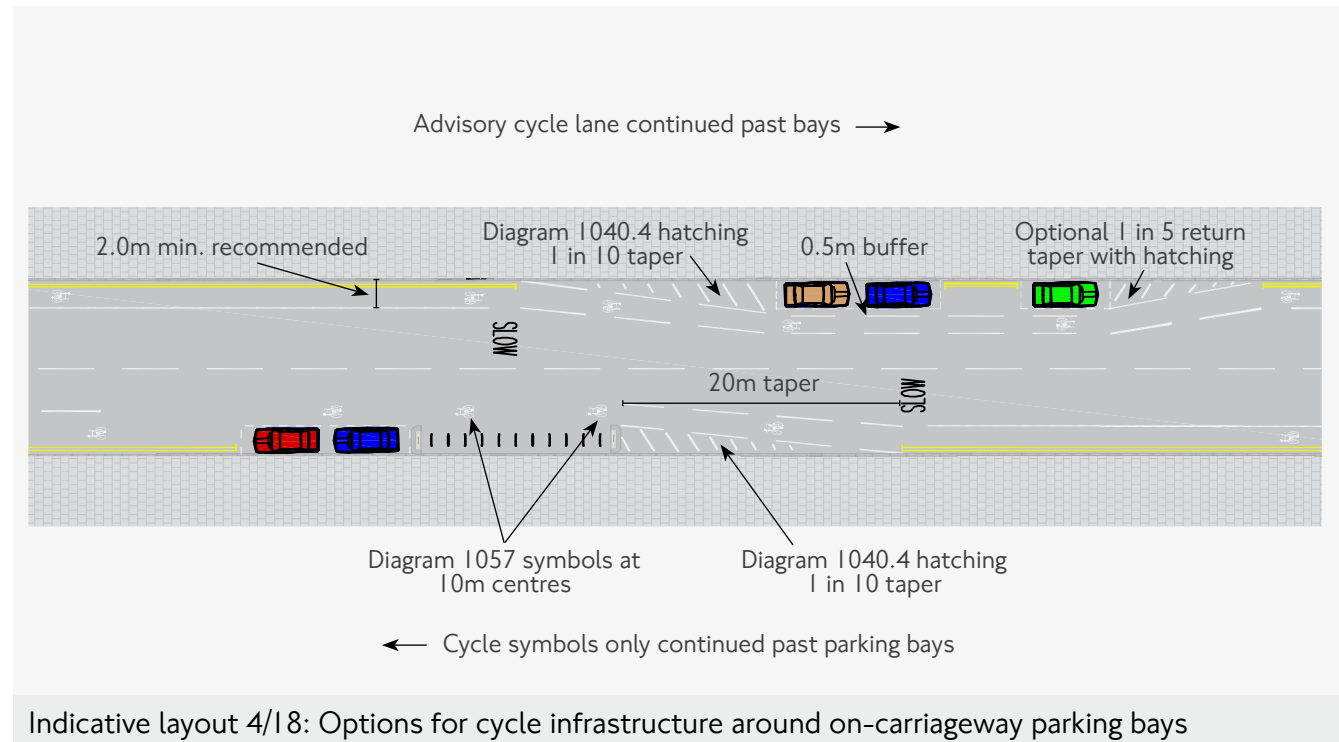 Advisory cycle lane continued past bays
2.0m min. recommended
Diagram 1040.4 hatching
1 in 10 taper
0.5m buffer
Optional 1 in 5 return
taper with hatching
SLOW
20m taper
SLOW
Diagram 1057 symbols at
10m centres
Diagram 1040.4 hatching
1 in 10 taper
Cycle symbols only continued past parking bays
Indicative layout 4/18: Options for cycle infrastructure around on-carriageway parking bays